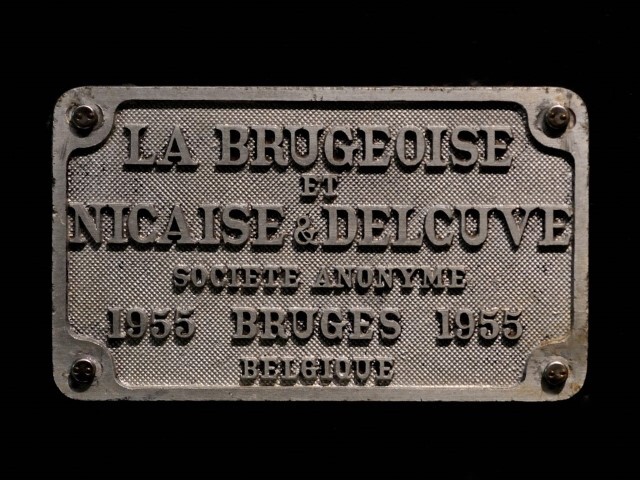 LA BRUGEOISE
ET
NICAISE & DELCUVE
SOCIETE ANONYME
1955 BRUGES 1955
BELGIQUE